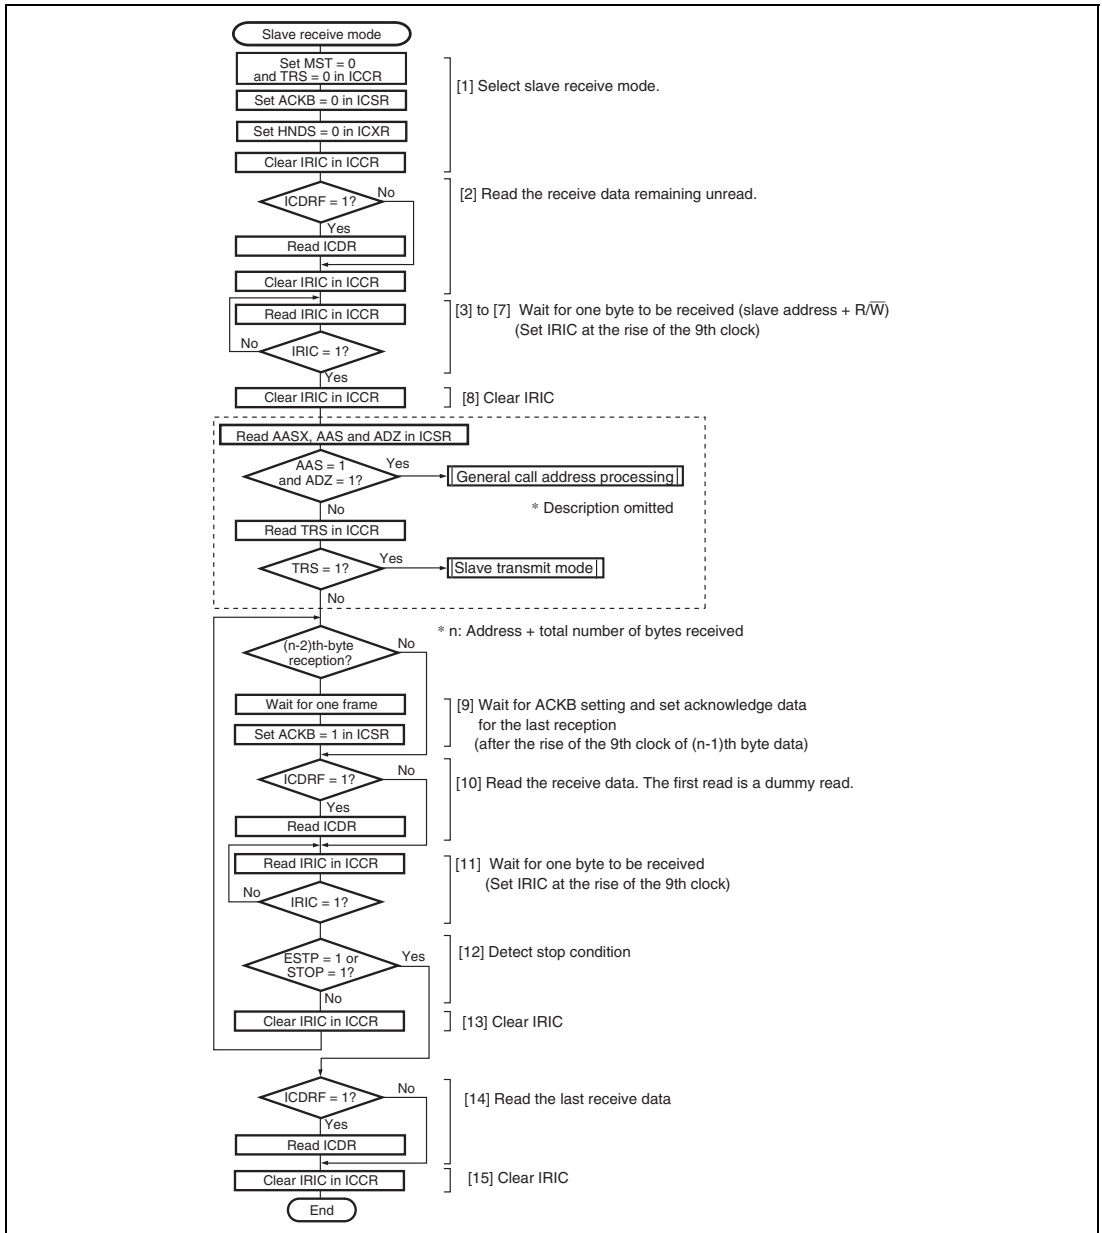 Slave receive mode
Set MST = 0
and TRS = 0 in ICCR
[1] Select slave receive mode.
Set ACKB = 0 in ICSR
Set HNDS = 0 in ICXR
Clear IRIC in ICCR
ICDRF = 1?
No
[2] Read the receive data remaining unread.
Yes
Read ICDR
Clear IRIC in ICCR
Read IRIC in ICCR
[3] to [7] Wait for one byte to be received (slave address + R/W̅)
(Set IRIC at the rise of the 9th clock)
No
IRIC = 1?
Yes
Clear IRIC in ICCR
[8] Clear IRIC
Read AASX, AAS and ADZ in ICSR
AAS = 1
and ADZ = 1?
Yes
General call address processing
* Description omitted
No
Read TRS in ICCR
TRS = 1?
Yes
Slave transmit mode
No
* n: Address + total number of bytes received
(n-2)th-byte
reception?
No
Wait for one frame
[9] Wait for ACKB setting and set acknowledge data
for the last reception
(after the rise of the 9th clock of (n-1)th byte data)
Set ACKB = 1 in ICSR
ICDRF = 1?
No
[10] Read the receive data. The first read is a dummy read.
Yes
Read ICDR
Read IRIC in ICCR
[11] Wait for one byte to be received
(Set IRIC at the rise of the 9th clock)
No
IRIC = 1?
ESTP = 1 or
STOP = 1?
Yes
[12] Detect stop condition
No
Clear IRIC in ICCR
[13] Clear IRIC
ICDRF = 1?
No
[14] Read the last receive data
Yes
Read ICDR
Clear IRIC in ICCR
[15] Clear IRIC
End